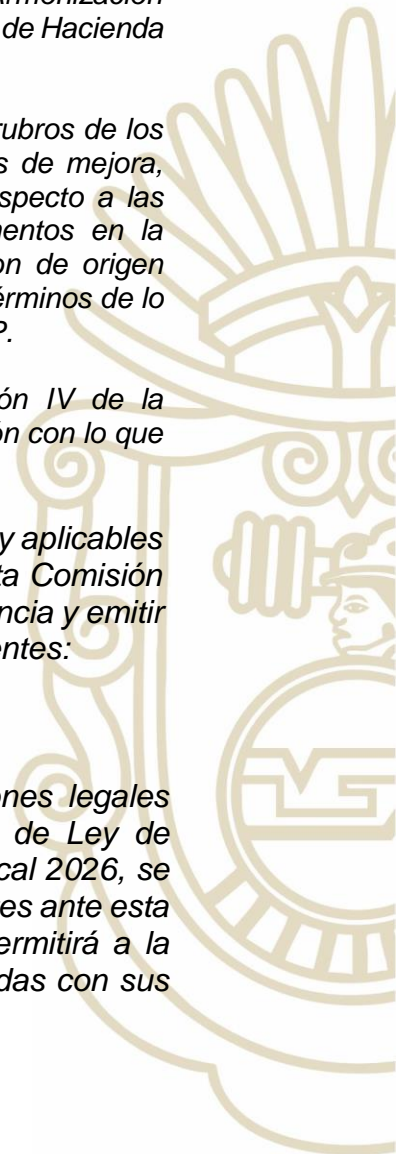 Armonización
de Hacienda
rubros de los
s de mejora,
specto a las
mentos en la
on de origen
érminos de lo
P.
ón IV de la
ón con lo que
y aplicables
ta Comisión
ncia y emitir
entes:
ones legales
de Ley de
cal 2026, se
es ante esta
ermitirá a la
das con sus